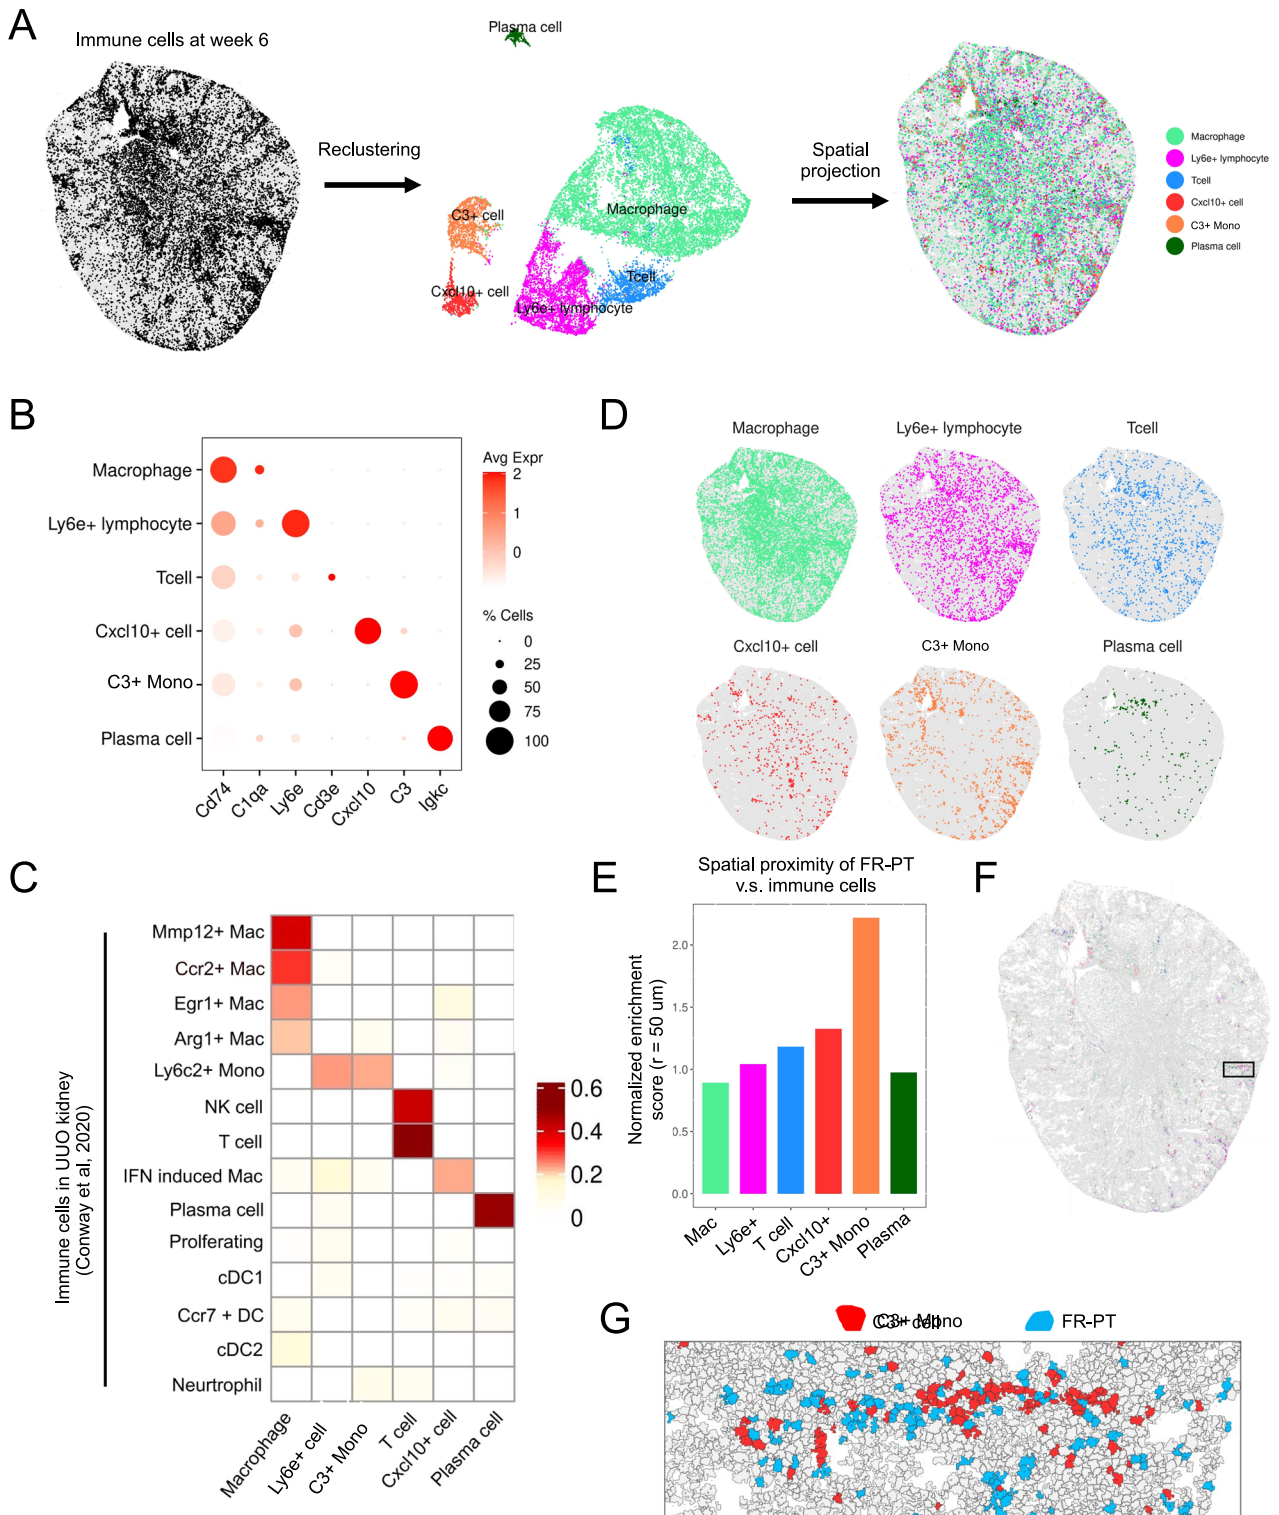 A
Immune cells at week 6
Reclustering
Plasma cell
C3+ cell
Macrophage
Cxcl10+ cell
Tcell
Ly6e+ lymphocyte
Spatial
projection
Macrophage
Ly6e+ lymphocyte
Tcell
Cxcl10+ cell
C3+ Mono
Plasma cell
B
Macrophage
Ly6e+ lymphocyte
Tcell
Cxcl10+ cell
C3+ Mono
Plasma cell
Cd74
C1qa
Ly6e
Cd3e
Cxcl10
C3
Igkc
Avg Expr
2
1
0
% Cells
0
25
50
75
100
D
Macrophage
Ly6e+ lymphocyte
Tcell
Cxcl10+ cell
C3+ Mono
Plasma cell
C
Immune cells in UUO kidney
(Conway et al, 2020)
Mmp12+ Mac
Ccr2+ Mac
Egr1+ Mac
Arg1+ Mac
Ly6c2+ Mono
NK cell
T cell
IFN induced Mac
Plasma cell
Prolferating
cDC1
Ccr7 + DC
cDC2
Neurtrophil
Macrophage
Ly6e+ cell
C3+ Mono
T cell
Cxcl10+ cell
Plasma cell
0.6
0.4
0.2
0
E
Spatial proximity of FR-PT
v.s. immune cells
Normalized enrichment
score (r = 50 um)
2.0
1.5
1.0
0.5
0.0
Mac
Ly6e+
T cell
Cxcl10+
C3+ Mono
Plasma
F
G
C3+ cell
C3+ Mono
FR-PT